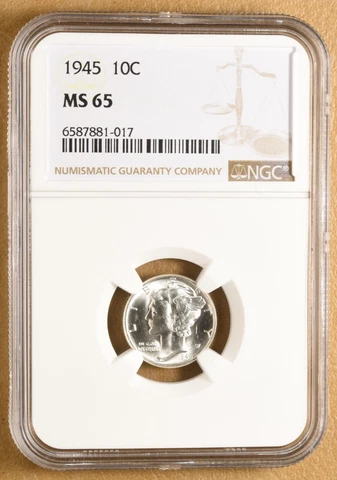 1945 10C
MS 65
6587881-017
NUMISMATIC GUARANTY COMPANY NGC®